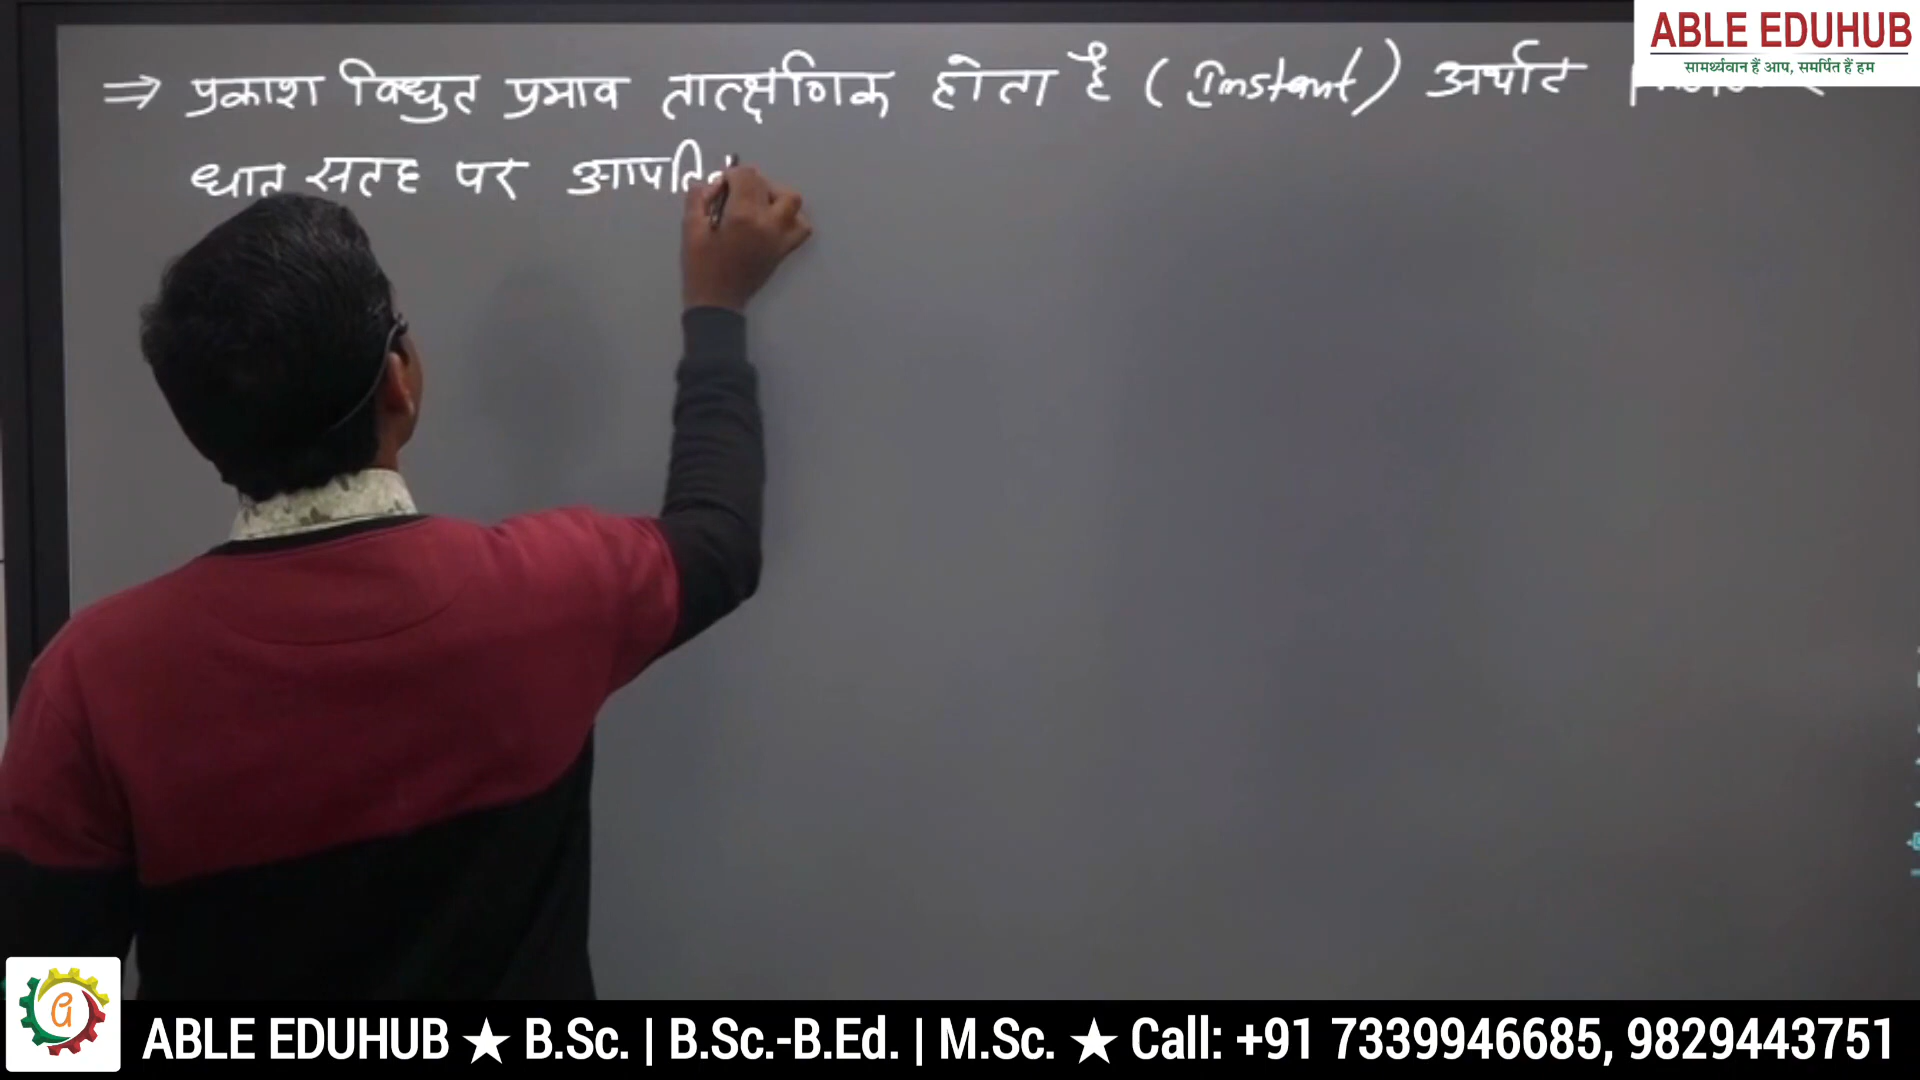 ABLE EDUHUB
सामर्थ्यवान हैं आप, समर्पित हैं हम
⇒ प्रकाश विध्युत प्रभाव तात्क्षणिक होता है (Instant) अर्थात
धातु सतह पर
ABLE EDUHUB ★ B.Sc. | B.Sc.-B.Ed. | M.Sc. ★ Call: +91 7339946685, 9829443751